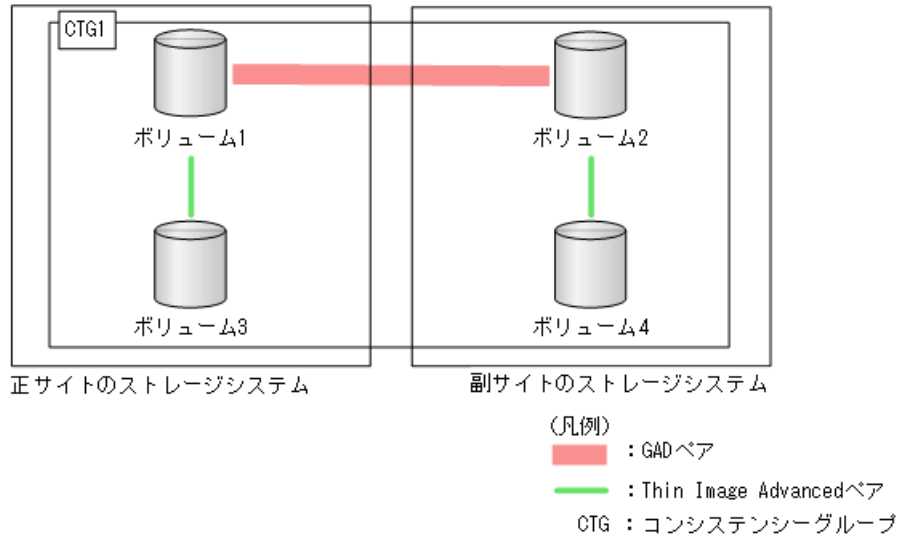 CTG1
ボリューム1
ボリューム2
ボリューム3
ボリューム4
正サイトのストレージシステム
副サイトのストレージシステム
(凡例)
：GADペア
：Thin Image Advancedペア
CTG ：コンシステンシーグループ